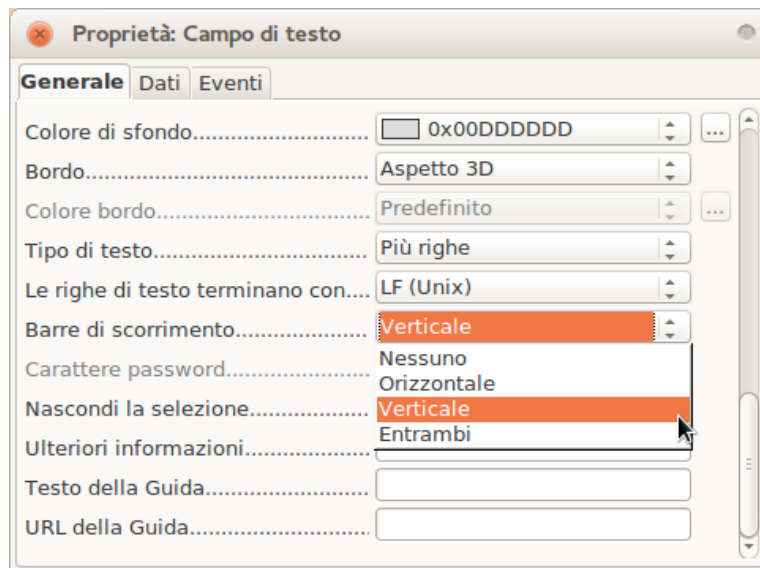 Proprietà: Campo di testo
Generale Dati Eventi
Colore di sfondo........................... 0x00DDDDDD ...
Bordo........................................... Aspetto 3D
Colore bordo................................ Predefinito ...
Tipo di testo................................. Più righe
Le righe di testo terminano con.... LF (Unix)
Barre di scorrimento.................... Verticale
Nessuno
Carattere password...................... Orizzontale
Nascondi la selezione................... Verticale
Entrambi
Ulteriori informazioni...................
Testo della Guida.........................
URL della Guida............................